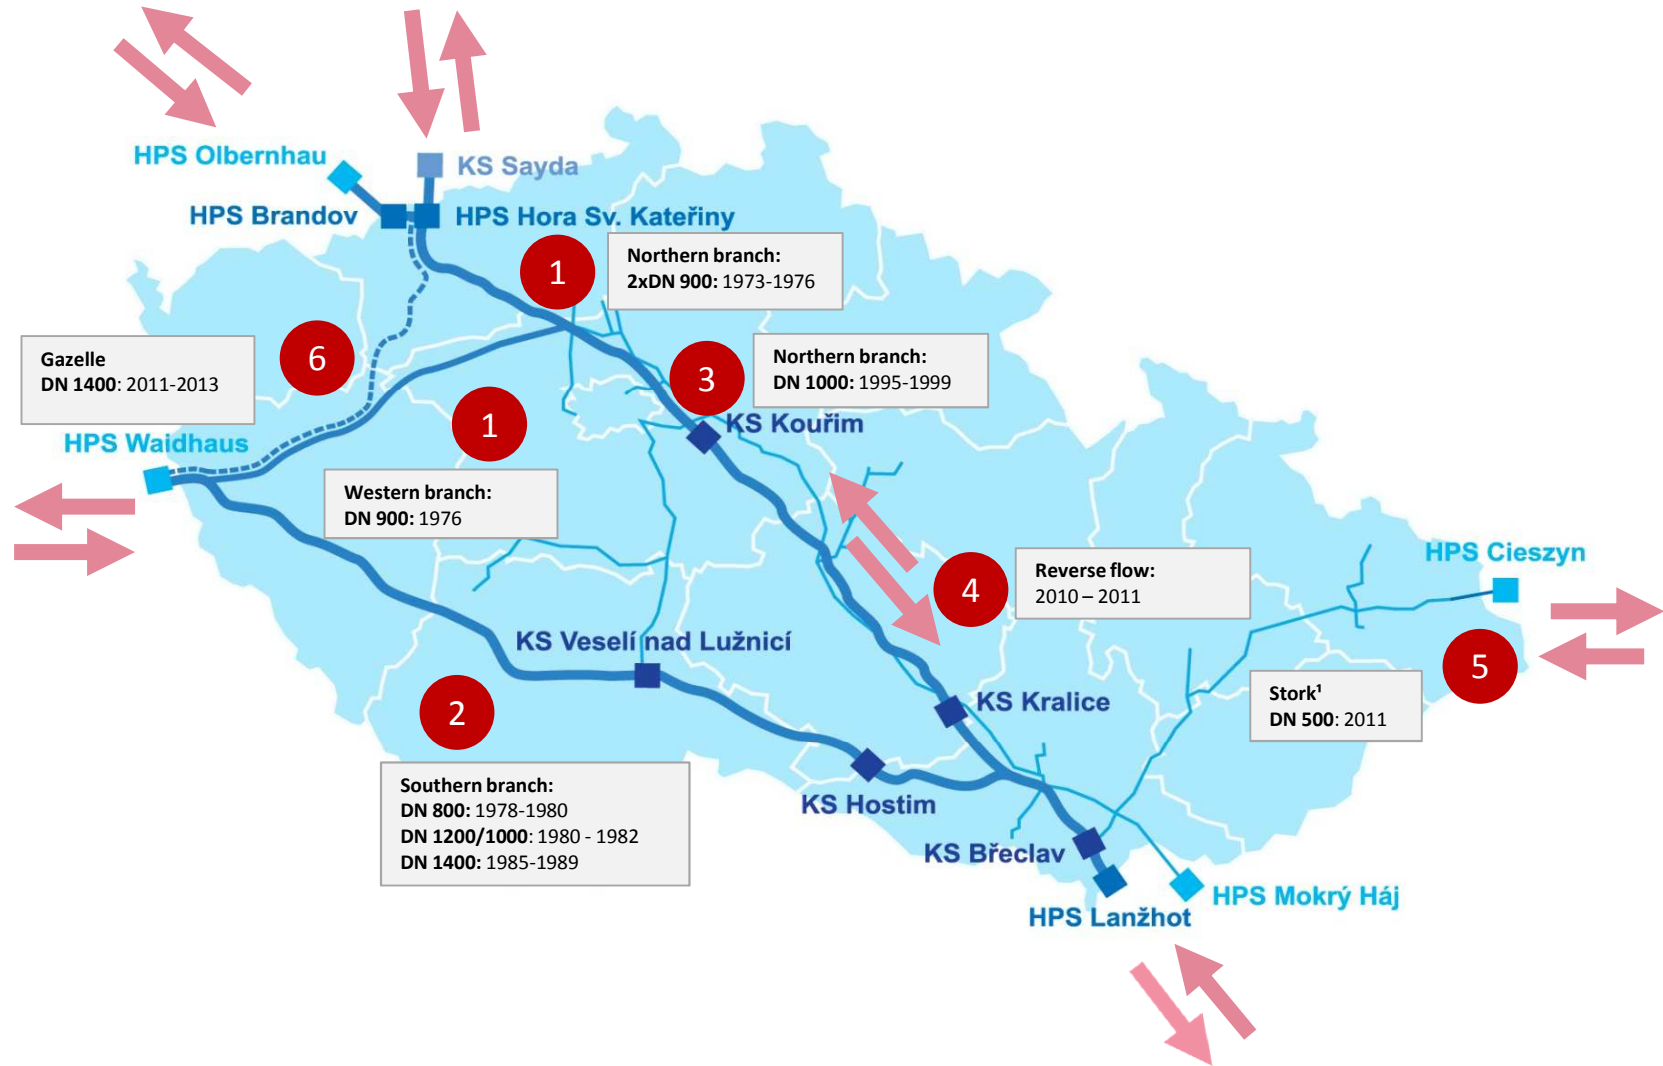 HPS Olbernhau
KS Sayda
HPS Brandov
HPS Hora Sv. Kateřiny
1
Northern branch:
2xDN 900: 1973-1976
6
Gazelle
DN 1400: 2011-2013
3
Northern branch:
DN 1000: 1995-1999
1
KS Kouřim
HPS Waidhaus
Western branch:
DN 900: 1976
HPS Cieszyn
4
Reverse flow:
2010 – 2011
KS Veselí nad Lužnicí
5
Stork¹
DN 500: 2011
2
KS Kralice
Southern branch:
DN 800: 1978-1980
DN 1200/1000: 1980 - 1982
DN 1400: 1985-1989
KS Hostim
KS Břeclav
HPS Mokrý Háj
HPS Lanžhot